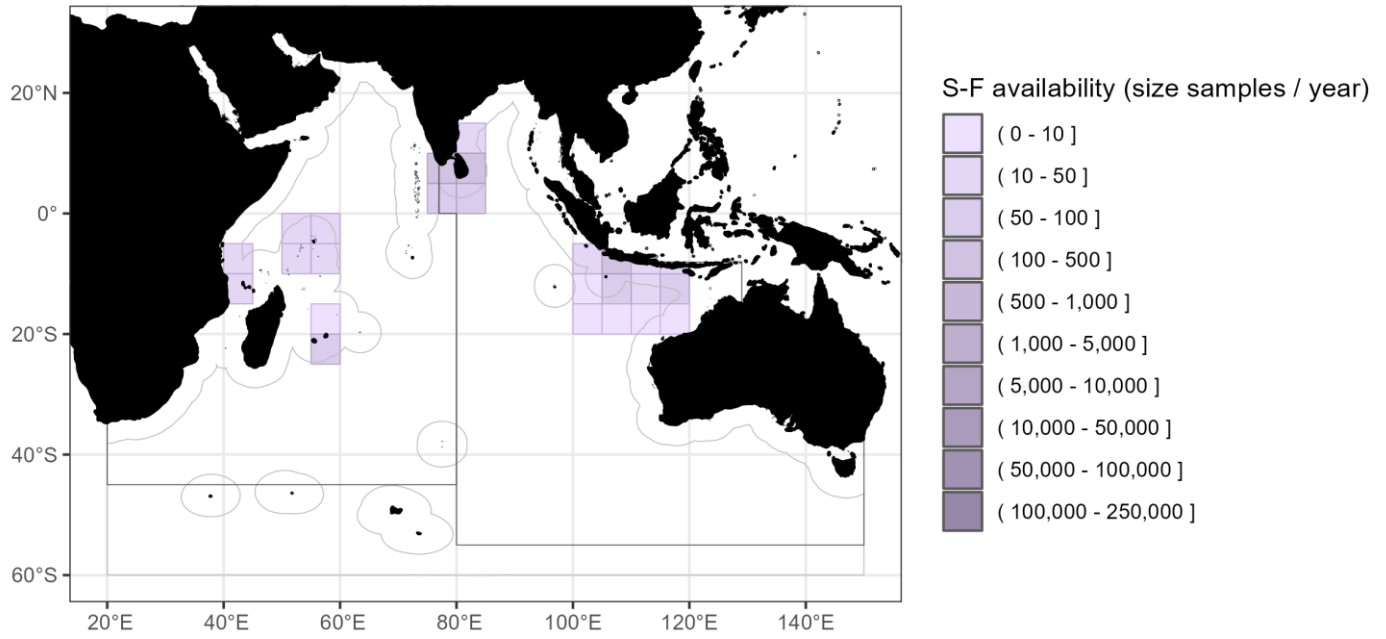 S-F availability (size samples / year)
( 0 - 10 ]
( 10 - 50 ]
( 50 - 100 ]
( 100 - 500 ]
( 500 - 1,000 ]
( 1,000 - 5,000 ]
( 5,000 - 10,000 ]
( 10,000 - 50,000 ]
( 50,000 - 100,000 ]
( 100,000 - 250,000 ]
20°N
0°
20°S
40°S
60°S
20°E 40°E 60°E 80°E 100°E 120°E 140°E